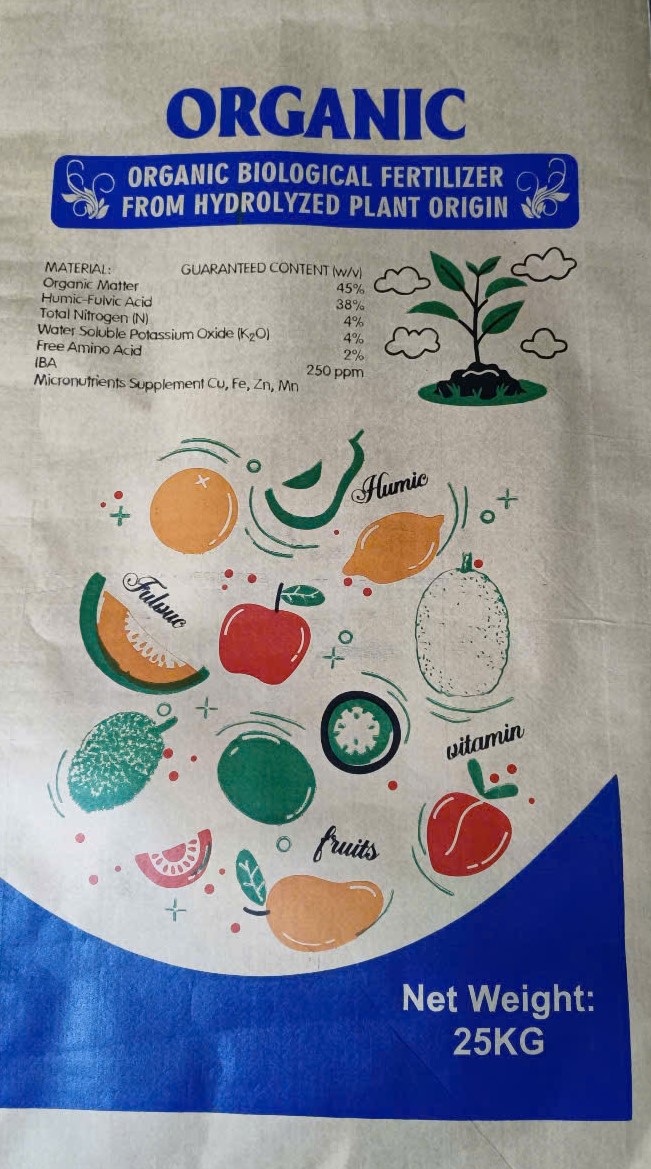 ORGANIC
ORGANIC BIOLOGICAL FERTILIZER
FROM HYDROLYZED PLANT ORIGIN
MATERIAL: GUARANTEED CONTENT (w/v)
Organic Matter 45%
Humic-Fulvic Acid 38%
Total Nitrogen (N) 4%
Water Soluble Potassium Oxide (K₂O) 4%
Free Amino Acid 2%
IBA 250 ppm
Micronutrients Supplement Cu, Fe, Zn, Mn
Humic
vitamin
fruits
Net Weight:
25KG